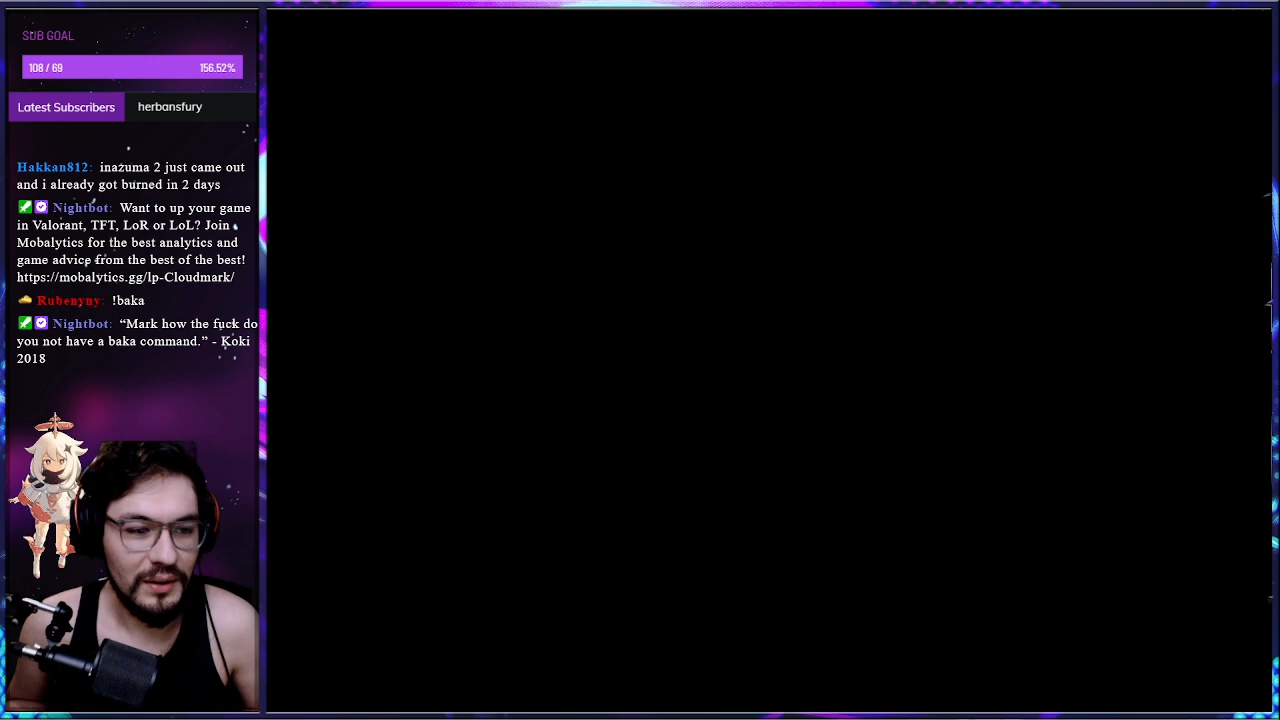 SUB GOAL
108 / 69 156.52%
Latest Subscribers herbansfury
Hakkan812: inazuma 2 just came out
and i already got burned in 2 days
Nightbot: Want to up your game
in Valorant, TFT, LoR or LoL? Join
Mobalytics for the best analytics and
game advice from the best of the best!
https://mobalytics.gg/lp-Cloudmark/
Rubenyny: !baka
Nightbot: “Mark how the fuck do
you not have a baka command.” - Koki
2018